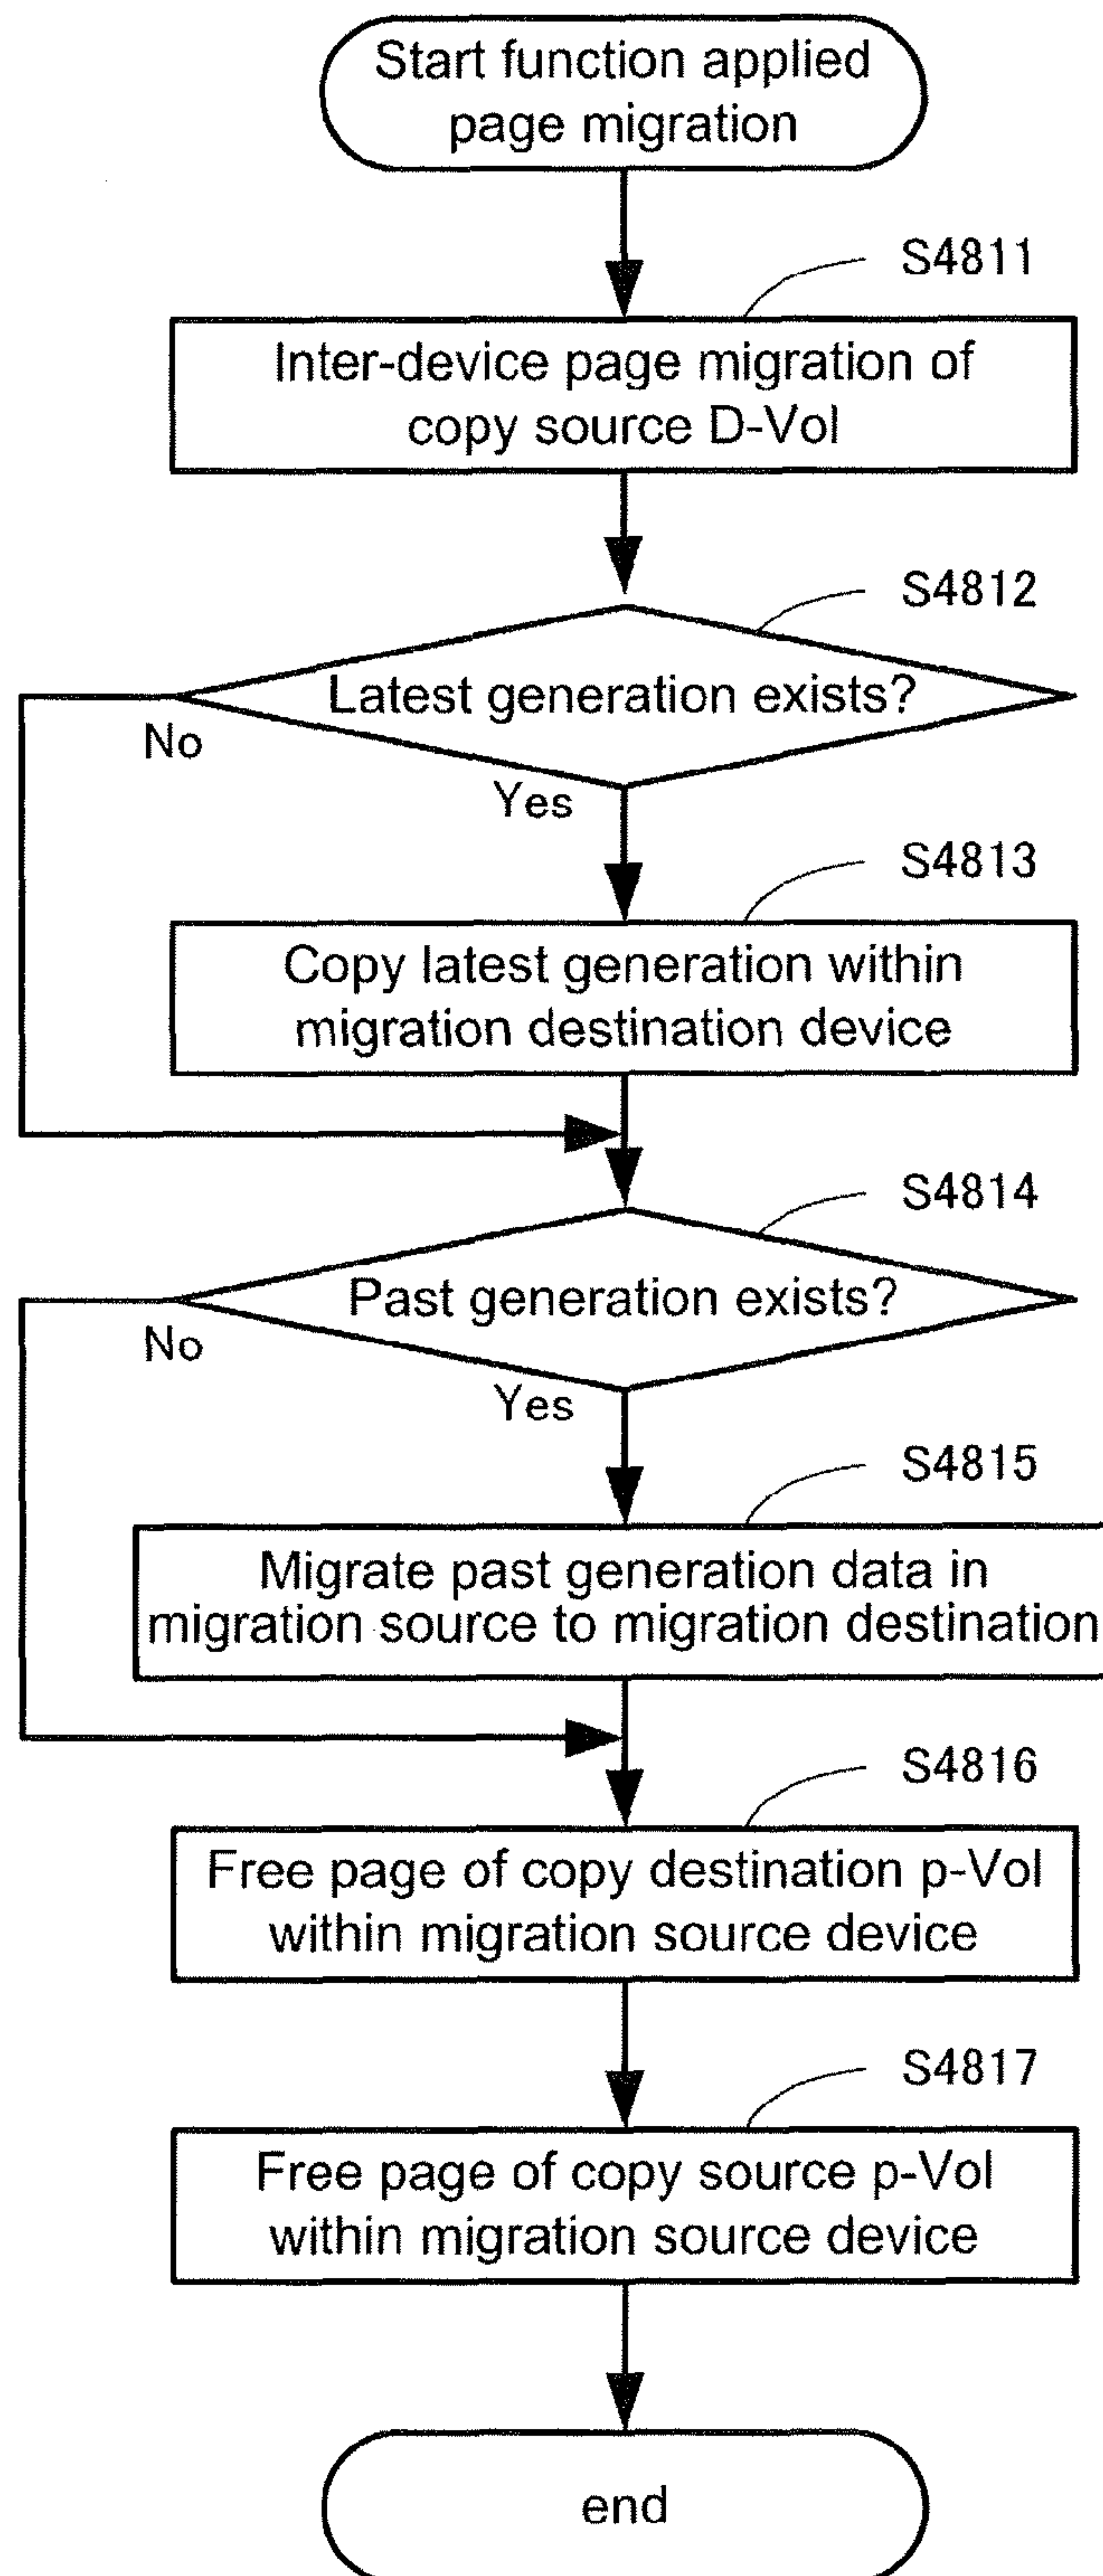 Start function applied
page migration
S4811
Inter-device page migration of
copy source D-Vol
S4812
Latest generation exists?
No
Yes
S4813
Copy latest generation within
migration destination device
S4814
Past generation exists?
No
Yes
S4815
Migrate past generation data in
migration source to migration destination
S4816
Free page of copy destination p-Vol
within migration source device
S4817
Free page of copy source p-Vol
within migration source device
end